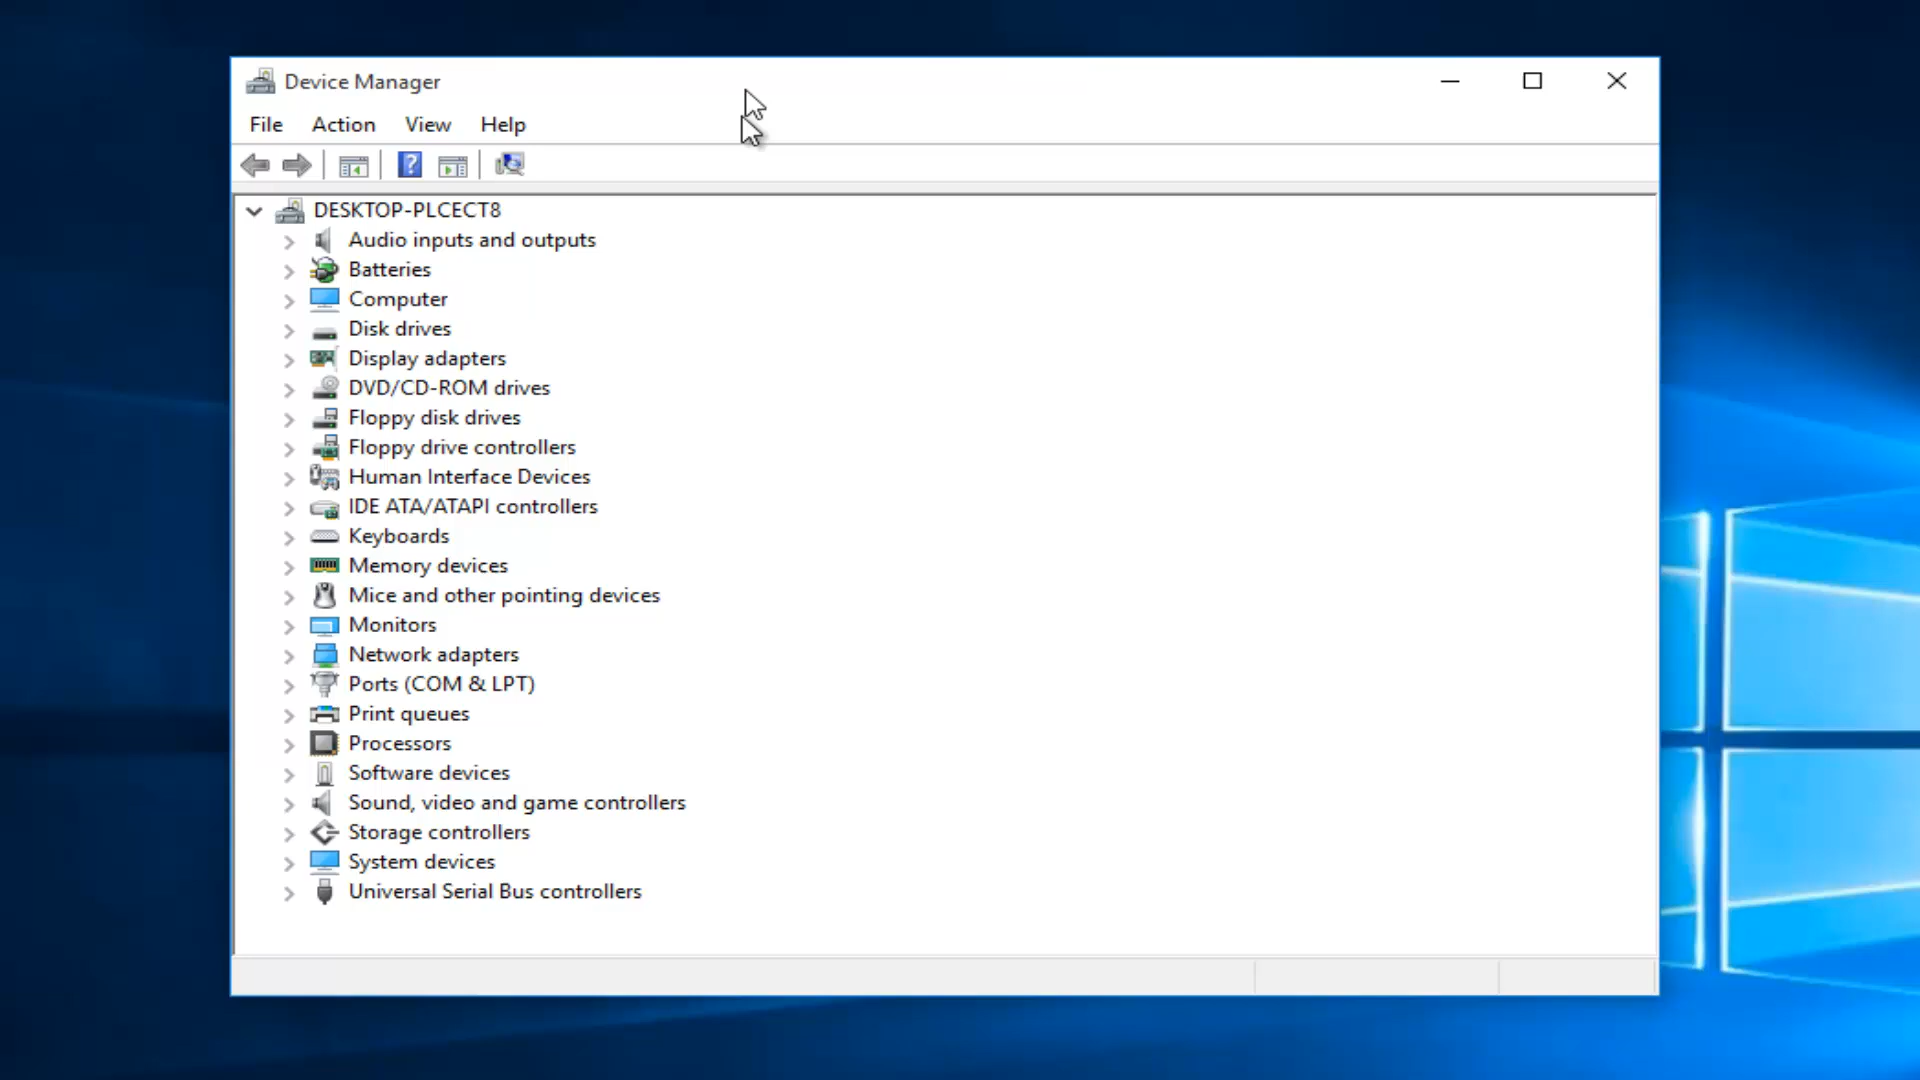 Device Manager
File Action View Help
?
DESKTOP-PLCECT8
Audio inputs and outputs
Batteries
Computer
Disk drives
Display adapters
DVD/CD-ROM drives
Floppy disk drives
Floppy drive controllers
Human Interface Devices
IDE ATA/ATAPI controllers
Keyboards
Memory devices
Mice and other pointing devices
Monitors
Network adapters
Ports (COM & LPT)
Print queues
Processors
Software devices
Sound, video and game controllers
Storage controllers
System devices
Universal Serial Bus controllers